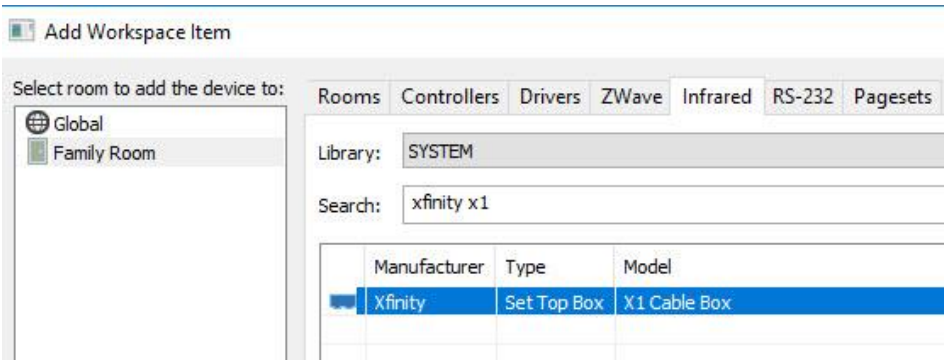 Add Workspace Item
Select room to add the device to:
Global
Family Room
Rooms Controllers Drivers ZWave Infrared RS-232 Pagesets
Library: SYSTEM
Search: xfinity x1
Manufacturer Type Model
Xfinity Set Top Box X1 Cable Box